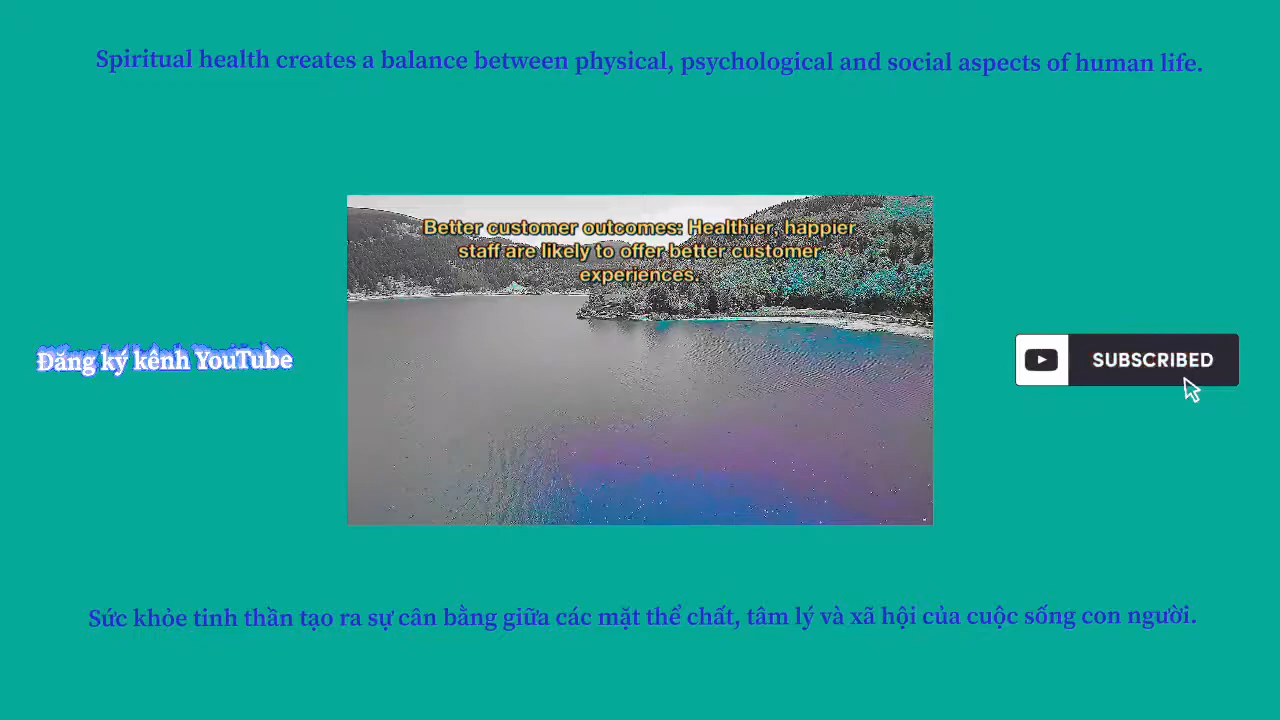 Spiritual health creates a balance between physical, psychological and social aspects of human life.
Better customer outcomes: Healthier, happier
staff are likely to offer better customer
experiences.
Đăng ký kênh YouTube
SUBSCRIBED
Sức khỏe tinh thần tạo ra sự cân bằng giữa các mặt thể chất, tâm lý và xã hội của cuộc sống con người.